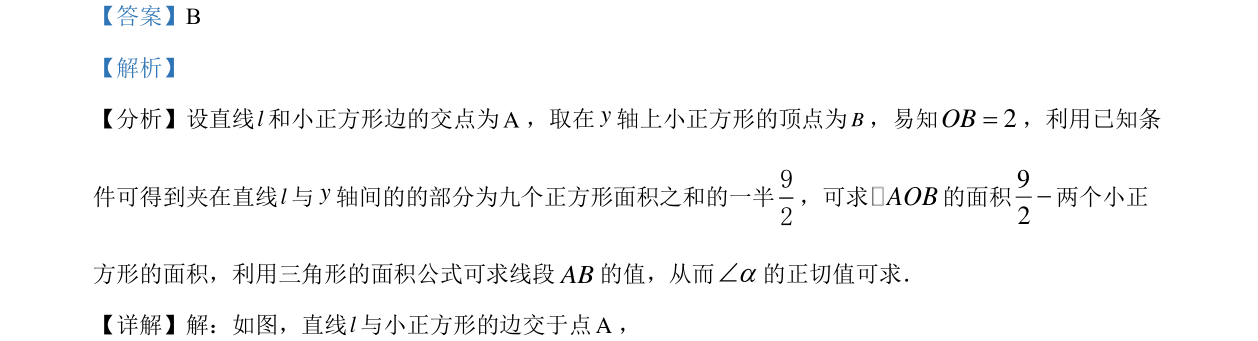 【答案】B
【解析】
【分析】设直线l和小正方形边的交点为A，取在y轴上小正方形的顶点为B，易知OB=2，利用已知条
件可得到夹在直线l与y轴间的的部分为九个正方形面积之和的一半9/2，可求□AOB的面积9/2−两个小正
方形的面积，利用三角形的面积公式可求线段AB的值，从而∠α的正切值可求．
【详解】解：如图，直线l与小正方形的边交于点A，